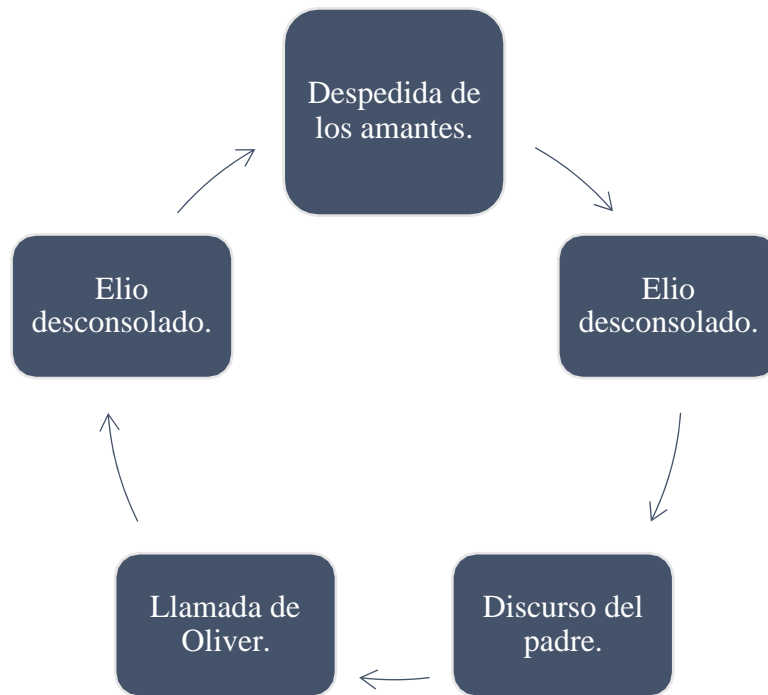 Despedida de
los amantes.
Elio
desconsolado.
Discurso del
padre.
Llamada de
Oliver.
Elio
desconsolado.